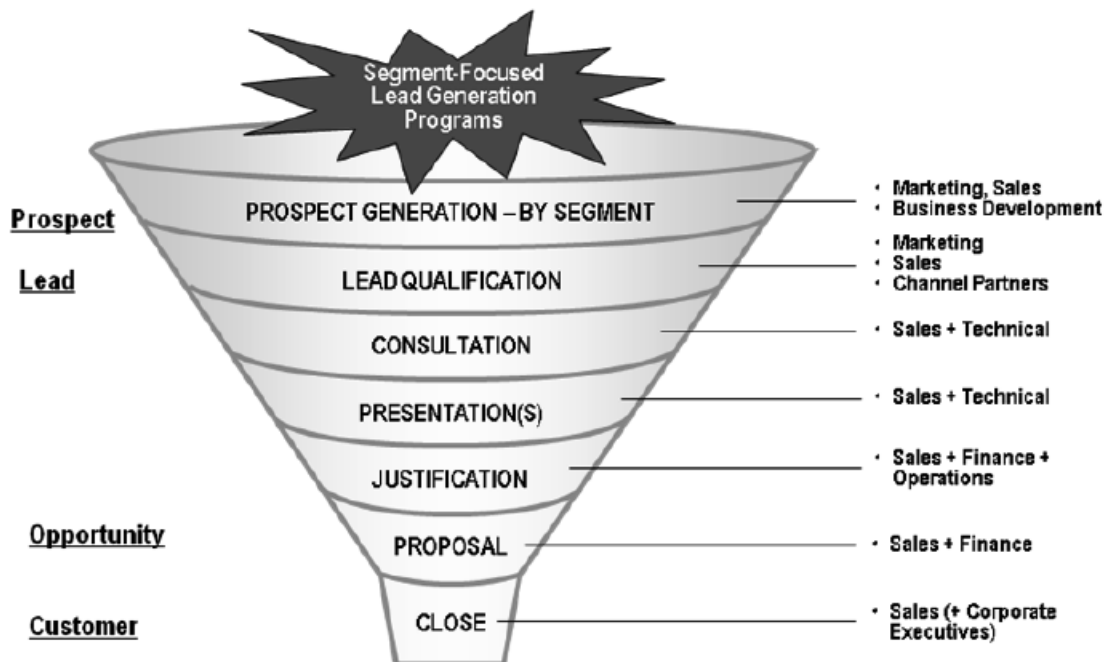 Segment-Focused
Lead Generation
Programs
Prospect
PROSPECT GENERATION – BY SEGMENT
• Marketing, Sales
• Business Development
Lead
LEAD QUALIFICATION
• Marketing
• Sales
• Channel Partners
CONSULTATION
• Sales + Technical
PRESENTATION(S)
• Sales + Technical
JUSTIFICATION
• Sales + Finance +
Operations
Opportunity
PROPOSAL
• Sales + Finance
Customer
CLOSE
• Sales (+ Corporate
Executives)